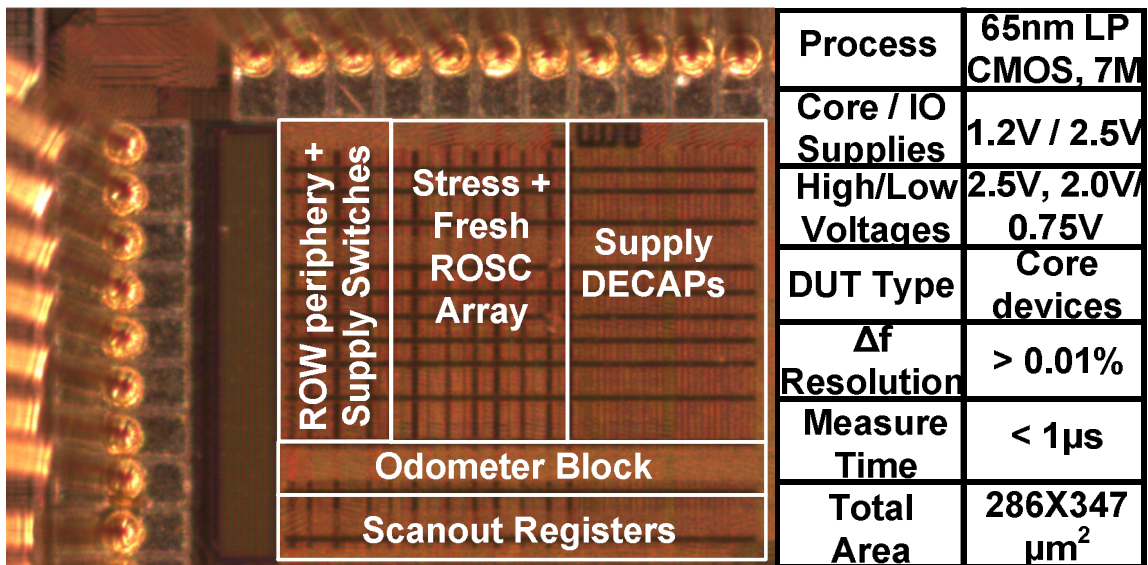 ROW periphery +
Supply Switches
Stress +
Fresh
ROSC
Array
Supply
DECAPs
Odometer Block
Scanout Registers
Process
65nm LP
CMOS, 7M
Core / IO
Supplies
1.2V / 2.5V
High/Low
Voltages
2.5V, 2.0V/
0.75V
DUT Type
Core
devices
Δf
Resolution
> 0.01%
Measure
Time
< 1µs
Total
Area
286X347
µm²